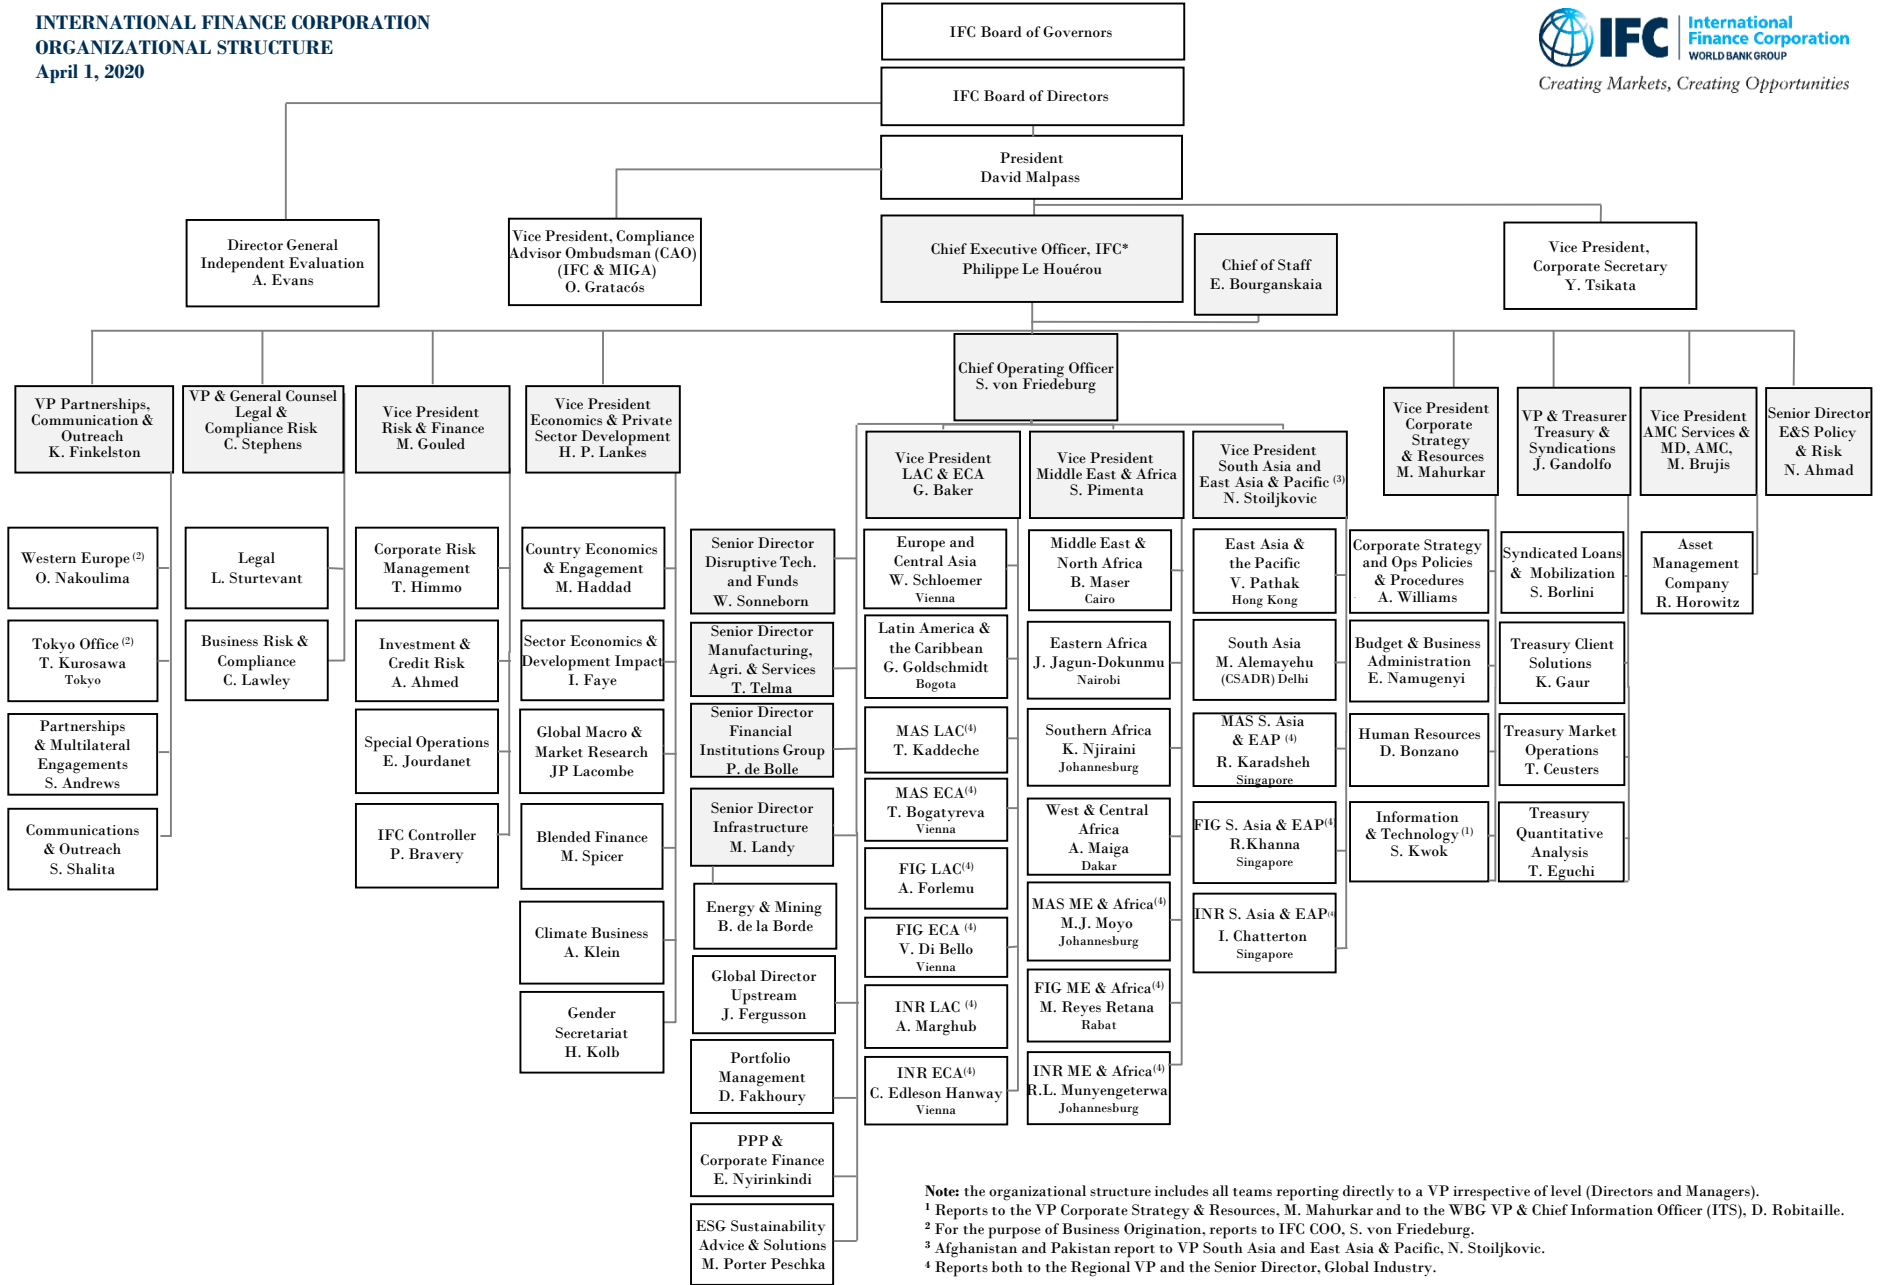 INTERNATIONAL FINANCE CORPORATION
ORGANIZATIONAL STRUCTURE
April 1, 2020
IFC
International
Finance Corporation
WORLD BANK GROUP
Creating Markets, Creating Opportunities
IFC Board of Governors
IFC Board of Directors
President
David Malpass
Director General
Independent Evaluation
A. Evans
Vice President, Compliance
Advisor Ombudsman (CAO)
(IFC & MIGA)
O. Gratacós
Chief Executive Officer, IFC*
Philippe Le Houérou
Chief of Staff
E. Bourganskaia
Vice President,
Corporate Secretary
Y. Tsikata
Chief Operating Officer
S. von Friedeburg
VP Partnerships,
Communication &
Outreach
K. Finkelston
VP & General Counsel
Legal &
Compliance Risk
C. Stephens
Vice President
Risk & Finance
M. Gouled
Vice President
Economics & Private
Sector Development
H. P. Lankes
Vice President
LAC & ECA
G. Baker
Vice President
Middle East & Africa
S. Pimenta
Vice President
South Asia and
East Asia & Pacific (3)
N. Stoiljkovic
Vice President
Corporate
Strategy
& Resources
M. Mahurkar
VP & Treasurer
Treasury &
Syndications
J. Gandolfo
Vice President
AMC Services &
MD, AMC,
M. Brujis
Senior Director
E&S Policy
& Risk
N. Ahmad
Western Europe (2)
O. Nakoulima
Tokyo Office (2)
T. Kurosawa
Tokyo
Partnerships
& Multilateral
Engagements
S. Andrews
Communications
& Outreach
S. Shalita
Legal
L. Sturtevant
Business Risk &
Compliance
C. Lawley
Corporate Risk
Management
T. Himmo
Investment &
Credit Risk
A. Ahmed
Special Operations
E. Jourdanet
IFC Controller
P. Bravery
Country Economics
& Engagement
M. Haddad
Sector Economics &
Development Impact
I. Faye
Global Macro &
Market Research
JP Lacombe
Blended Finance
M. Spicer
Climate Business
A. Klein
Gender
Secretariat
H. Kolb
Senior Director
Disruptive Tech.
and Funds
W. Sonneborn
Senior Director
Manufacturing,
Agri. & Services
T. Telma
Senior Director
Financial
Institutions Group
P. de Bolle
Senior Director
Infrastructure
M. Landy
Energy & Mining
B. de la Borde
Global Director
Upstream
J. Fergusson
Portfolio
Management
D. Fakhoury
PPP &
Corporate Finance
E. Nyirinkindi
ESG Sustainability
Advice & Solutions
M. Porter Peschka
Europe and
Central Asia
W. Schloemer
Vienna
Latin America &
the Caribbean
G. Goldschmidt
Bogota
MAS LAC(4)
T. Kaddeche
MAS ECA(4)
T. Bogatyreva
Vienna
FIG LAC(4)
A. Forlemu
FIG ECA (4)
V. Di Bello
Vienna
INR LAC (4)
A. Marghub
INR ECA(4)
C. Edleson Hanway
Vienna
Middle East &
North Africa
B. Maser
Cairo
Eastern Africa
J. Jagun-Dokunmu
Nairobi
Southern Africa
K. Njiraini
Johannesburg
West & Central
Africa
A. Maiga
Dakar
MAS ME & Africa(4)
M.J. Moyo
Johannesburg
FIG ME & Africa(4)
M. Reyes Retana
Rabat
INR ME & Africa(4)
R.L. Munyengeterwa
Johannesburg
East Asia &
the Pacific
V. Pathak
Hong Kong
South Asia
M. Alemayehu
(CSADR) Delhi
MAS S. Asia
& EAP (4)
R. Karadsheh
Singapore
FIG S. Asia & EAP(4)
R.Khanna
Singapore
INR S. Asia & EAP(4)
I. Chatterton
Singapore
Corporate Strategy
and Ops Policies
& Procedures
A. Williams
Budget & Business
Administration
E. Namugenyi
Human Resources
D. Bonzano
Information
& Technology (1)
S. Kwok
Syndicated Loans
& Mobilization
S. Borlini
Treasury Client
Solutions
K. Gaur
Treasury Market
Operations
T. Ceusters
Treasury
Quantitative
Analysis
T. Eguchi
Asset
Management
Company
R. Horowitz
Note: the organizational structure includes all teams reporting directly to a VP irrespective of level (Directors and Managers).
1 Reports to the VP Corporate Strategy & Resources, M. Mahurkar and to the WBG VP & Chief Information Officer (ITS), D. Robitaille.
2 For the purpose of Business Origination, reports to IFC COO, S. von Friedeburg.
3 Afghanistan and Pakistan report to VP South Asia and East Asia & Pacific, N. Stoiljkovic.
4 Reports both to the Regional VP and the Senior Director, Global Industry.